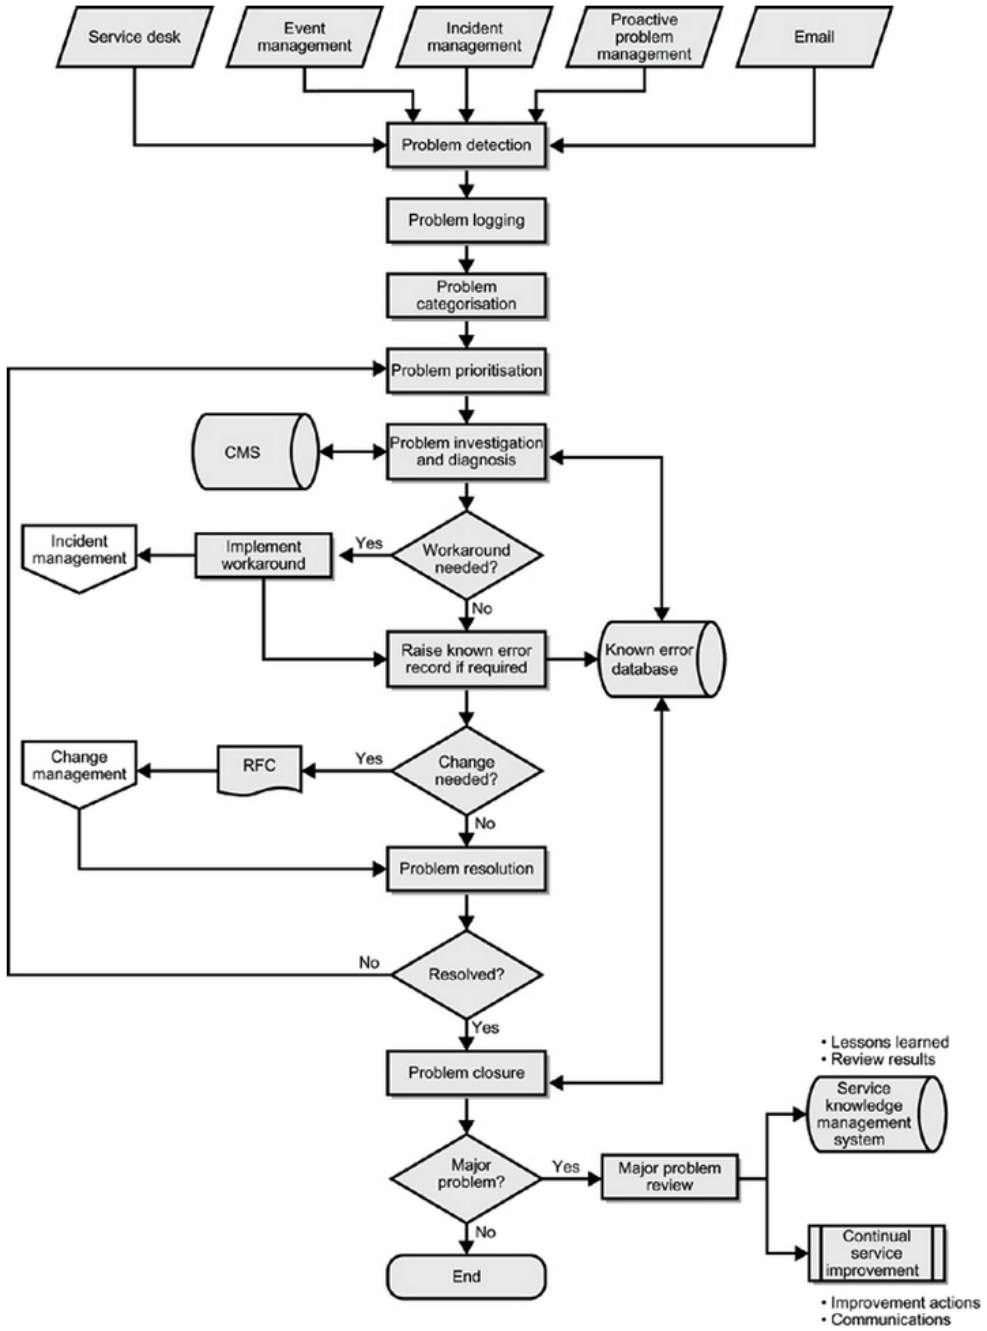 Service desk
Event
management
Incident
management
Proactive
problem
management
Email
Problem detection
Problem logging
Problem
categorisation
Problem prioritisation
CMS
Problem investigation
and diagnosis
Incident
management
Implement
workaround
Yes
Workaround
needed?
No
Raise known error
record if required
Known error
database
Change
management
RFC
Yes
Change
needed?
No
Problem resolution
No
Resolved?
Yes
Problem closure
• Lessons learned
• Review results
Service
knowledge
management
system
Major
problem?
Yes
Major problem
review
No
Continual
service
improvement
End
• Improvement actions
• Communications